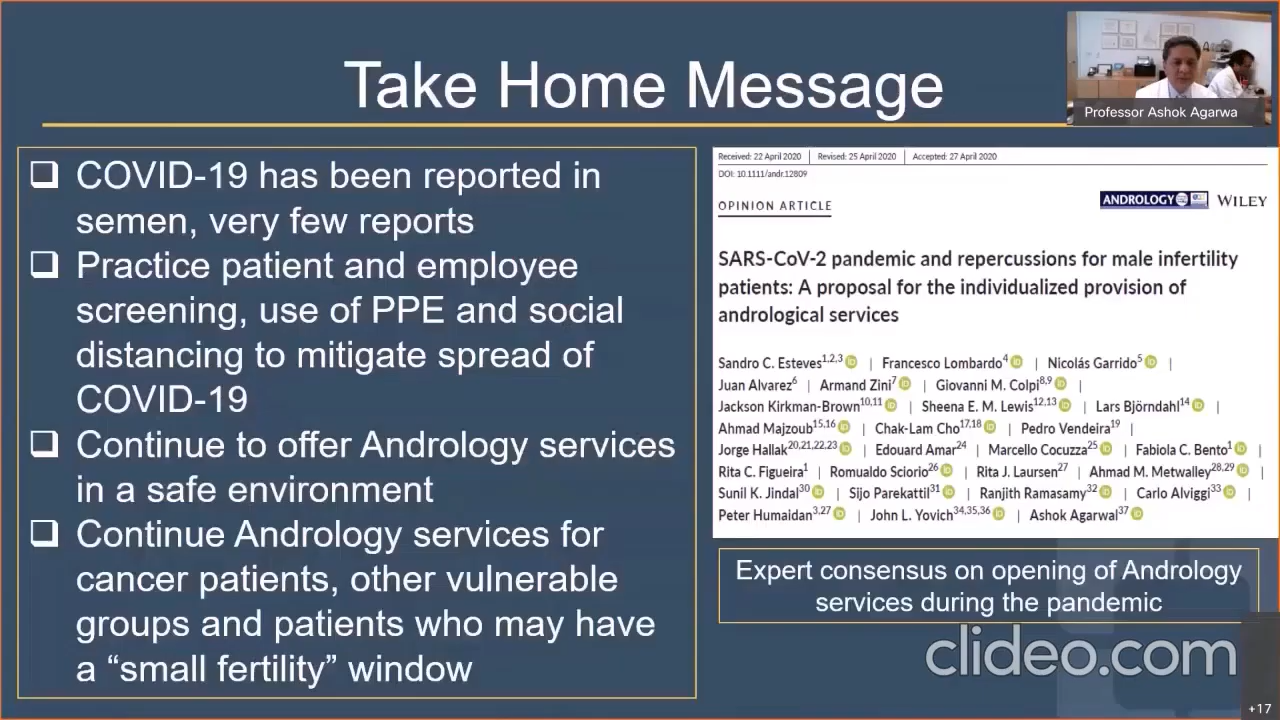 Take Home Message
Professor Ashok Agarwa
❑ COVID-19 has been reported in
semen, very few reports
❑ Practice patient and employee
screening, use of PPE and social
distancing to mitigate spread of
COVID-19
❑ Continue to offer Andrology services
in a safe environment
❑ Continue Andrology services for
cancer patients, other vulnerable
groups and patients who may have
a “small fertility” window
Received: 22 April 2020 | Revised: 25 April 2020 | Accepted: 27 April 2020
DOI: 10.1111/andr.12809
OPINION ARTICLE
ANDROLOGY WILEY
SARS-CoV-2 pandemic and repercussions for male infertility
patients: A proposal for the individualized provision of
andrological services
Sandro C. Esteves1,2,3 | Francesco Lombardo4 | Nicolás Garrido5 |
Juan Alvarez6 | Armand Zini7 | Giovanni M. Colpi8,9 |
Jackson Kirkman-Brown10,11 | Sheena E. M. Lewis12,13 | Lars Björndahl14 |
Ahmad Majzoub15,16 | Chak-Lam Cho17,18 | Pedro Vendeira19 |
Jorge Hallak20,21,22,23 | Edouard Amar24 | Marcello Cocuzza25 | Fabiola C. Bento1 |
Rita C. Figueira1 | Romualdo Sciorio26 | Rita J. Laursen27 | Ahmad M. Metwalley28,29 |
Sunil K. Jindal30 | Sijo Parekattil31 | Ranjith Ramasamy32 | Carlo Alviggi33 |
Peter Humaidan3,27 | John L. Yovich34,35,36 | Ashok Agarwal37
Expert consensus on opening of Andrology
services during the pandemic
clideo.com
+17